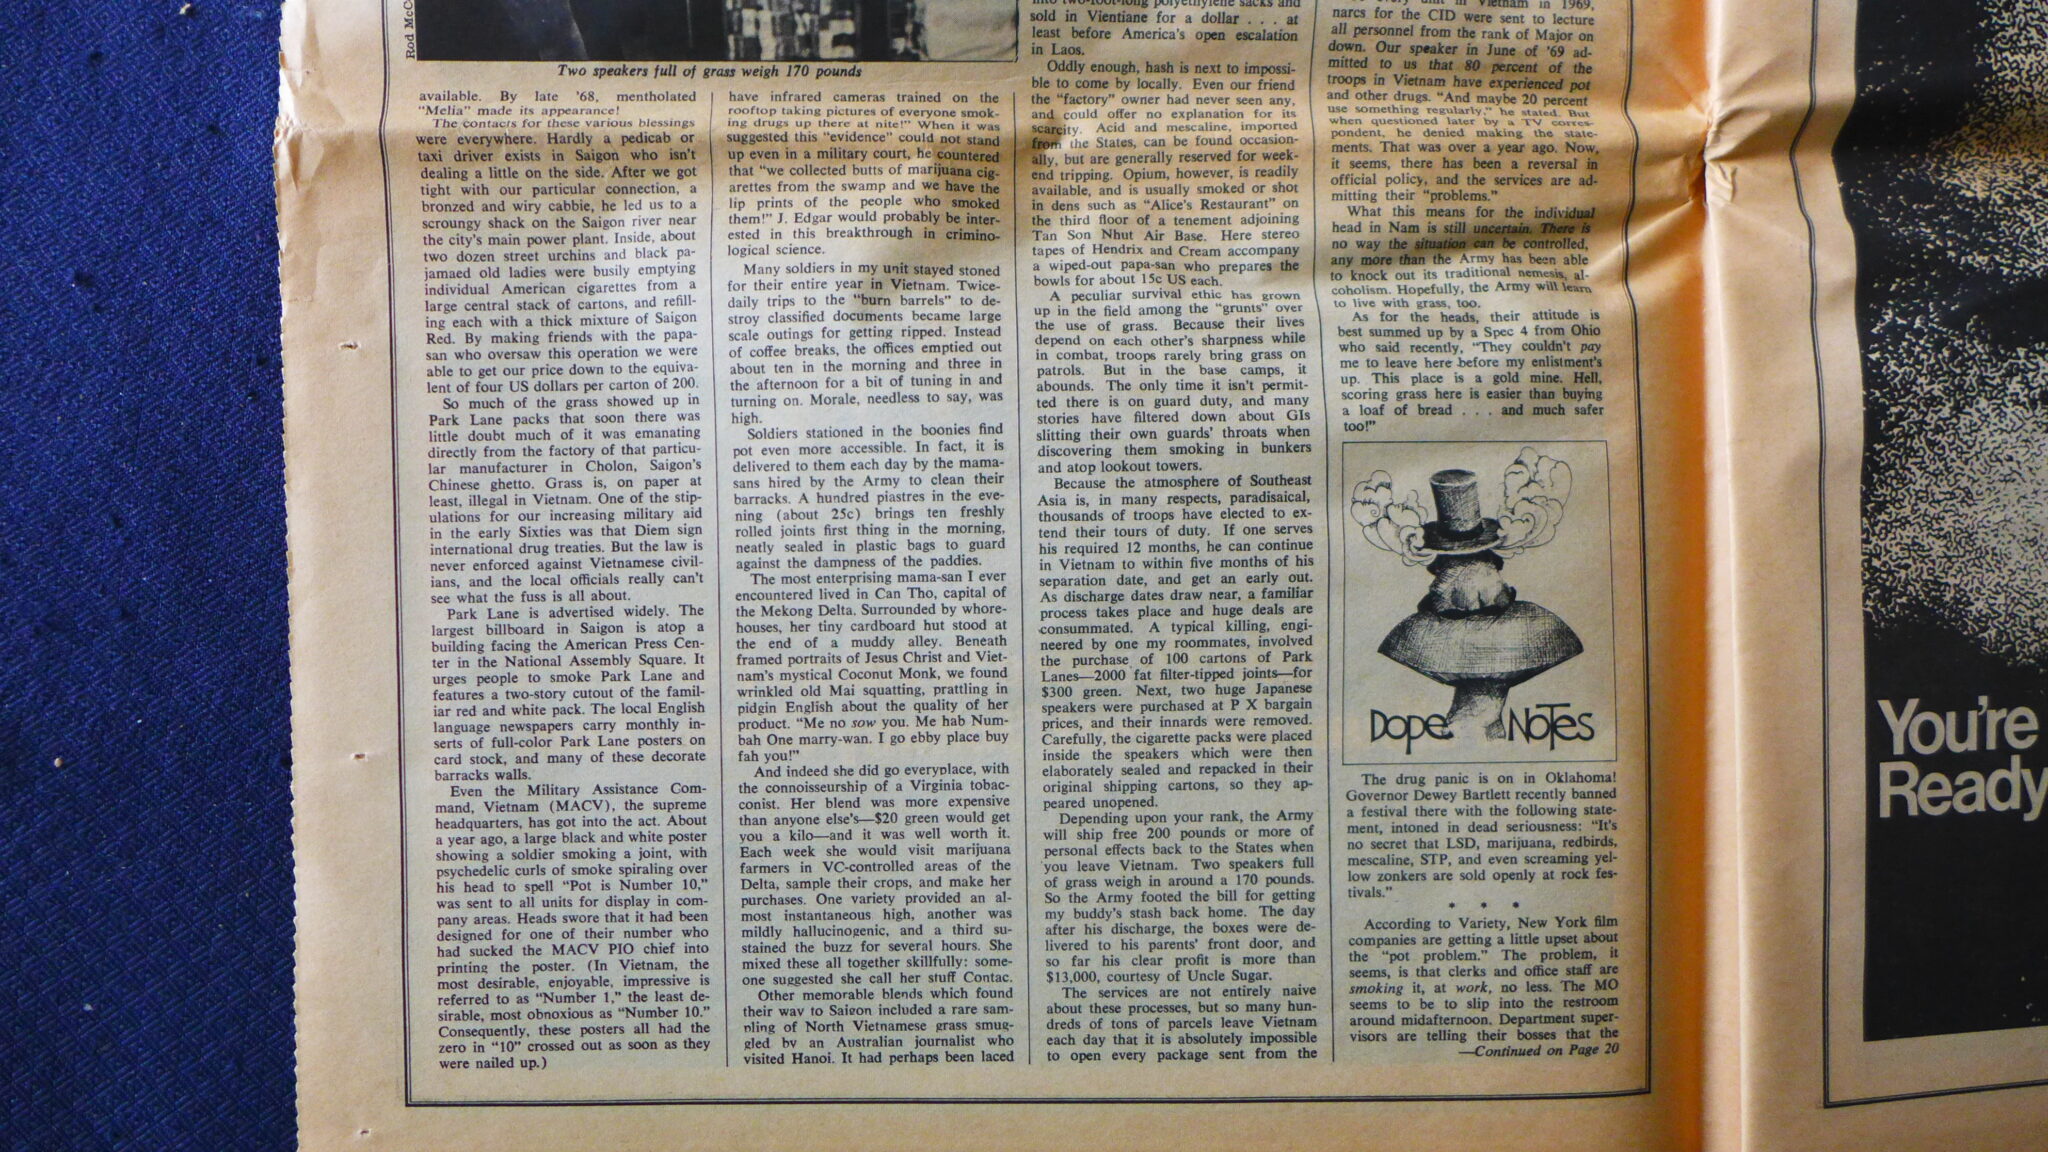 Rod McC
Two speakers full of grass weigh 170 pounds
available. By late '68, mentholated
"Melia" made its appearance!
The contacts for these various blessings
were everywhere. Hardly a pedicab or
taxi driver exists in Saigon who isn't
dealing a little on the side. After we got
tight with our particular connection, a
bronzed and wiry cabbie, he led us to a
scroungy shack on the Saigon river near
the city's main power plant. Inside, about
two dozen street urchins and black pa-
jamaed old ladies were busily emptying
individual American cigarettes from a
large central stack of cartons, and refill-
ing each with a thick mixture of Saigon
Red. By making friends with the papa-
san who oversaw this operation we were
able to get our price down to the equiva-
lent of four US dollars per carton of 200.
So much of the grass showed up in
Park Lane packs that soon there was
little doubt much of it was emanating
directly from the factory of that particu-
lar manufacturer in Cholon, Saigon's
Chinese ghetto. Grass is, on paper at
least, illegal in Vietnam. One of the stip-
ulations for our increasing military aid
in the early Sixties was that Diem sign
international drug treaties. But the law is
never enforced against Vietnamese civil-
ians, and the local officials really can't
see what the fuss is all about.
Park Lane is advertised widely. The
largest billboard in Saigon is atop a
building facing the American Press Cen-
ter in the National Assembly Square. It
urges people to smoke Park Lane and
features a two-story cutout of the famil-
iar red and white pack. The local English
language newspapers carry monthly in-
serts of full-color Park Lane posters on
card stock, and many of these decorate
barracks walls.
Even the Military Assistance Com-
mand, Vietnam (MACV), the supreme
headquarters, has got into the act. About
a year ago, a large black and white poster
showing a soldier smoking a joint, with
psychedelic curls of smoke spiraling over
his head to spell "Pot is Number 10,"
was sent to all units for display in com-
pany areas. Heads swore that it had been
designed for one of their number who
had sucked the MACV PIO chief into
printing the poster. (In Vietnam, the
most desirable, enjoyable, impressive is
referred to as "Number 1," the least de-
sirable, most obnoxious as "Number 10."
Consequently, these posters all had the
zero in "10" crossed out as soon as they
were nailed up.)
have infrared cameras trained on the
rooftop taking pictures of everyone smok-
ing drugs up there at nite!" When it was
suggested this "evidence" could not stand
up even in a military court, he countered
that "we collected butts of marijuana cig-
arettes from the swamp and we have the
lip prints of the people who smoked
them!" J. Edgar would probably be inter-
ested in this breakthrough in crimino-
logical science.
Many soldiers in my unit stayed stoned
for their entire year in Vietnam. Twice-
daily trips to the "burn barrels" to de-
stroy classified documents became large
scale outings for getting ripped. Instead
of coffee breaks, the offices emptied out
about ten in the morning and three in
the afternoon for a bit of tuning in and
turning on. Morale, needless to say, was
high.
Soldiers stationed in the boonies find
pot even more accessible. In fact, it is
delivered to them each day by the mama-
sans hired by the Army to clean their
barracks. A hundred piastres in the eve-
ning (about 25c) brings ten freshly
rolled joints first thing in the morning,
neatly sealed in plastic bags to guard
against the dampness of the paddies.
The most enterprising mama-san I ever
encountered lived in Can Tho, capital of
the Mekong Delta. Surrounded by whore-
houses, her tiny cardboard hut stood at
the end of a muddy alley. Beneath
framed portraits of Jesus Christ and Viet-
nam's mystical Coconut Monk, we found
wrinkled old Mai squatting, prattling in
pidgin English about the quality of her
product. "Me no sow you. Me hab Num-
bah One marry-wan. I go ebby place buy
fah you!"
And indeed she did go everyplace, with
the connoisseurship of a Virginia tobac-
conist. Her blend was more expensive
than anyone else's—$20 green would get
you a kilo—and it was well worth it.
Each week she would visit marijuana
farmers in VC-controlled areas of the
Delta, sample their crops, and make her
purchases. One variety provided an al-
most instantaneous high, another was
mildly hallucinogenic, and a third su-
stained the buzz for several hours. She
mixed these all together skillfully: some-
one suggested she call her stuff Contac.
Other memorable blends which found
their way to Saigon included a rare sam-
pling of North Vietnamese grass smug-
gled by an Australian journalist who
visited Hanoi. It had perhaps been laced
into two-foot-long polyethylene sacks and
sold in Vientiane for a dollar . . . at
least before America's open escalation
in Laos.
Oddly enough, hash is next to impossi-
ble to come by locally. Even our friend
the "factory" owner had never seen any,
and could offer no explanation for its
scarcity. Acid and mescaline, imported
from the States, can be found occasion-
ally, but are generally reserved for week-
end tripping. Opium, however, is readily
available, and is usually smoked or shot
in dens such as "Alice's Restaurant" on
the third floor of a tenement adjoining
Tan Son Nhut Air Base. Here stereo
tapes of Hendrix and Cream accompany
a wiped-out papa-san who prepares the
bowls for about 15c US each.
A peculiar survival ethic has grown
up in the field among the "grunts" over
the use of grass. Because their lives
depend on each other's sharpness while
in combat, troops rarely bring grass on
patrols. But in the base camps, it
abounds. The only time it isn't permit-
ted there is on guard duty, and many
stories have filtered down about GIs
slitting their own guards' throats when
discovering them smoking in bunkers
and atop lookout towers.
Because the atmosphere of Southeast
Asia is, in many respects, paradisaical,
thousands of troops have elected to ex-
tend their tours of duty. If one serves
his required 12 months, he can continue
in Vietnam to within five months of his
separation date, and get an early out.
As discharge dates draw near, a familiar
process takes place and huge deals are
consummated. A typical killing, engi-
neered by one my roommates, involved
the purchase of 100 cartons of Park
Lanes—2000 fat filter-tipped joints—for
$300 green. Next, two huge Japanese
speakers were purchased at P X bargain
prices, and their innards were removed.
Carefully, the cigarette packs were placed
inside the speakers which were then
elaborately sealed and repacked in their
original shipping cartons, so they ap-
peared unopened.
Depending upon your rank, the Army
will ship free 200 pounds or more of
personal effects back to the States when
you leave Vietnam. Two speakers full
of grass weigh in around a 170 pounds.
So the Army footed the bill for getting
my buddy's stash back home. The day
after his discharge, the boxes were de-
livered to his parents' front door, and
so far his clear profit is more than
$13,000, courtesy of Uncle Sugar.
The services are not entirely naive
about these processes, but so many hun-
dreds of tons of parcels leave Vietnam
each day that it is absolutely impossible
to open every package sent from the
every unit in Vietnam in 1969,
narcs for the CID were sent to lecture
all personnel from the rank of Major on
down. Our speaker in June of '69 ad-
mitted to us that 80 percent of the
troops in Vietnam have experienced pot
and other drugs. "And maybe 20 percent
use something regularly," he stated. But
when questioned later by a TV corres-
pondent, he denied making the state-
ments. That was over a year ago. Now,
it seems, there has been a reversal in
official policy, and the services are ad-
mitting their "problems."
What this means for the individual
head in Nam is still uncertain. There is
no way the situation can be controlled,
any more than the Army has been able
to knock out its traditional nemesis, al-
coholism. Hopefully, the Army will learn
to live with grass, too.
As for the heads, their attitude is
best summed up by a Spec 4 from Ohio
who said recently, "They couldn't pay
me to leave here before my enlistment's
up. This place is a gold mine. Hell,
scoring grass here is easier than buying
a loaf of bread . . . and much safer
too!"
Dope Notes
The drug panic is on in Oklahoma!
Governor Dewey Bartlett recently banned
a festival there with the following state-
ment, intoned in dead seriousness: "It's
no secret that LSD, marijuana, redbirds,
mescaline, STP, and even screaming yel-
low zonkers are sold openly at rock fes-
tivals."
* * *
According to Variety, New York film
companies are getting a little upset about
the "pot problem." The problem, it
seems, is that clerks and office staff are
smoking it, at work, no less. The MO
seems to be to slip into the restroom
around midafternoon. Department super-
visors are telling their bosses that the
—Continued on Page 20
You're
Ready